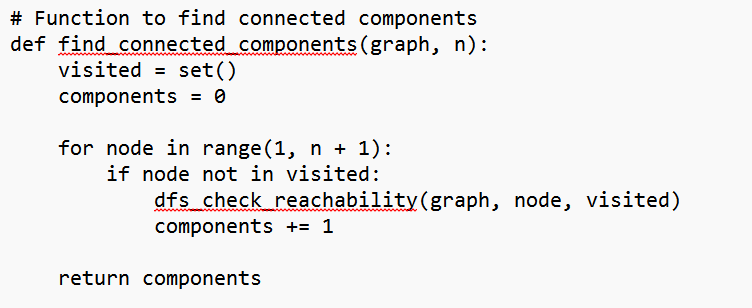 # Function to find connected components
def find_connected_components(graph, n):
    visited = set()
    components = 0
    for node in range(1, n + 1):
        if node not in visited:
            dfs_check_reachability(graph, node, visited)
            components += 1
    return components